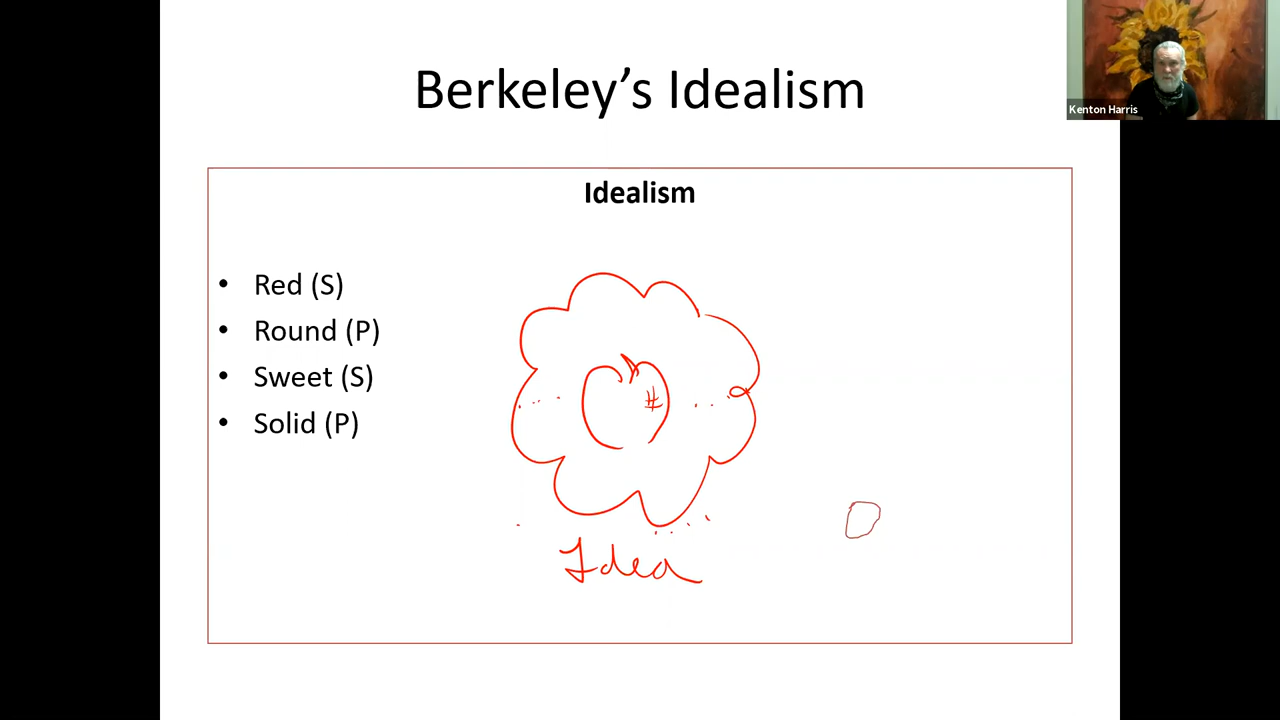 Berkeley’s Idealism
Kenton Harris
Idealism
• Red (S)
• Round (P)
• Sweet (S)
• Solid (P)
#
Idea